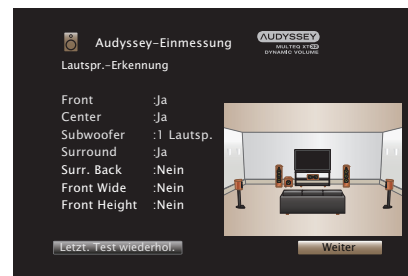 Audyssey-Einmessung
AUDYSSEY
MULTEQ XT32
DYNAMIC VOLUME
Lautspr.-Erkennung
Front :Ja
Center :Ja
Subwoofer :1 Lautsp.
Surround :Ja
Surr. Back :Nein
Front Wide :Nein
Front Height :Nein
Letzt. Test wiederhol.
Weiter